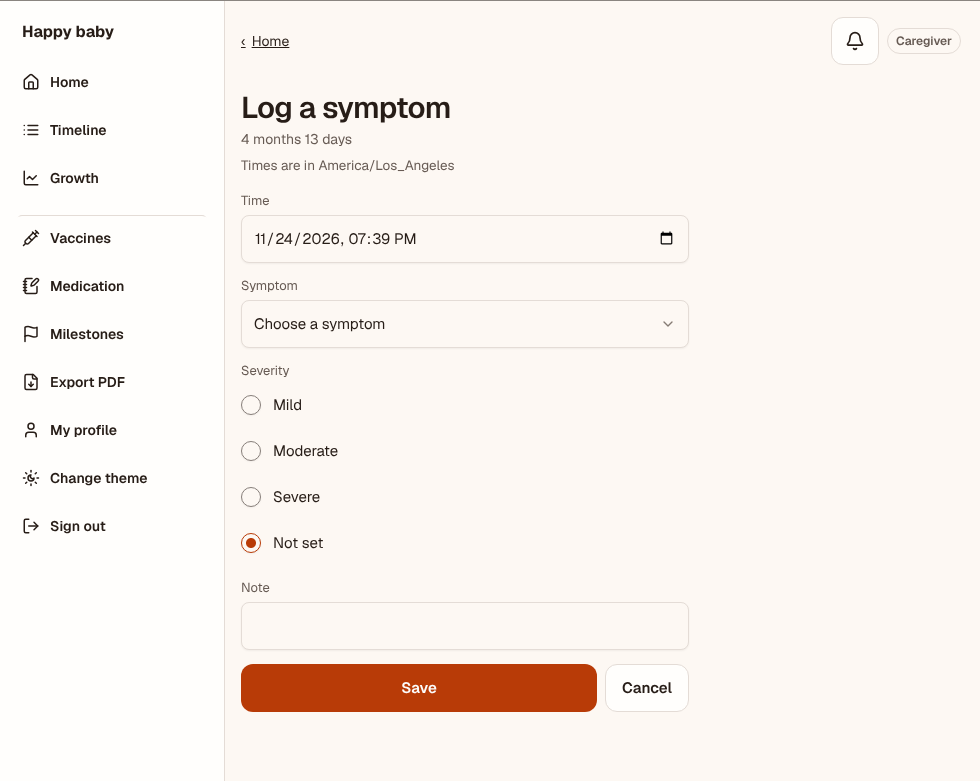 Happy baby
Home
Timeline
Growth
Vaccines
Medication
Milestones
Export PDF
My profile
Change theme
Sign out
‹ Home
Caregiver
Log a symptom
4 months 13 days
Times are in America/Los_Angeles
Time
11/24/2026, 07:39 PM
Symptom
Choose a symptom
Severity
Mild
Moderate
Severe
Not set
Note
Save
Cancel